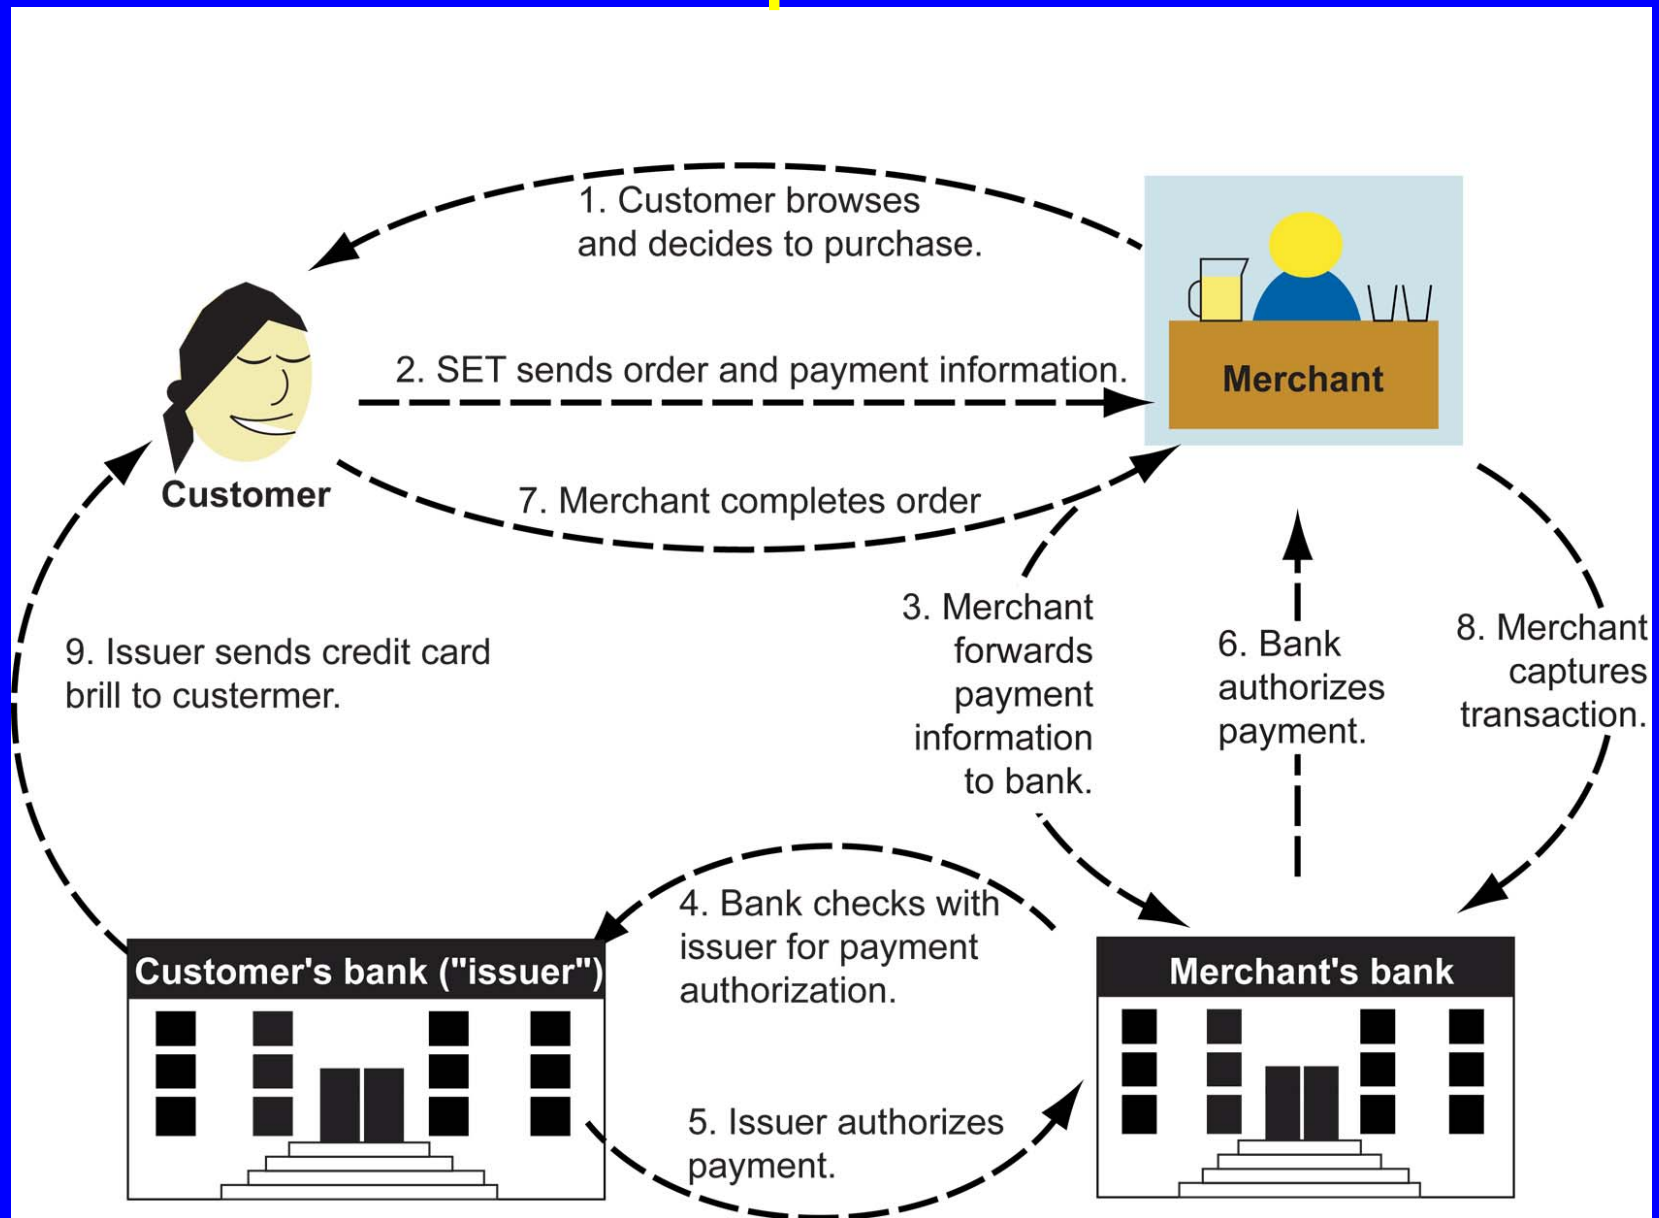 1. Customer browses
and decides to purchase.
2. SET sends order and payment information.
Merchant
Customer
7. Merchant completes order
3. Merchant
forwards
payment
information
to bank.
6. Bank
authorizes
payment.
8. Merchant
captures
transaction.
9. Issuer sends credit card
brill to custermer.
4. Bank checks with
issuer for payment
authorization.
Customer's bank ("issuer")
Merchant's bank
5. Issuer authorizes
payment.